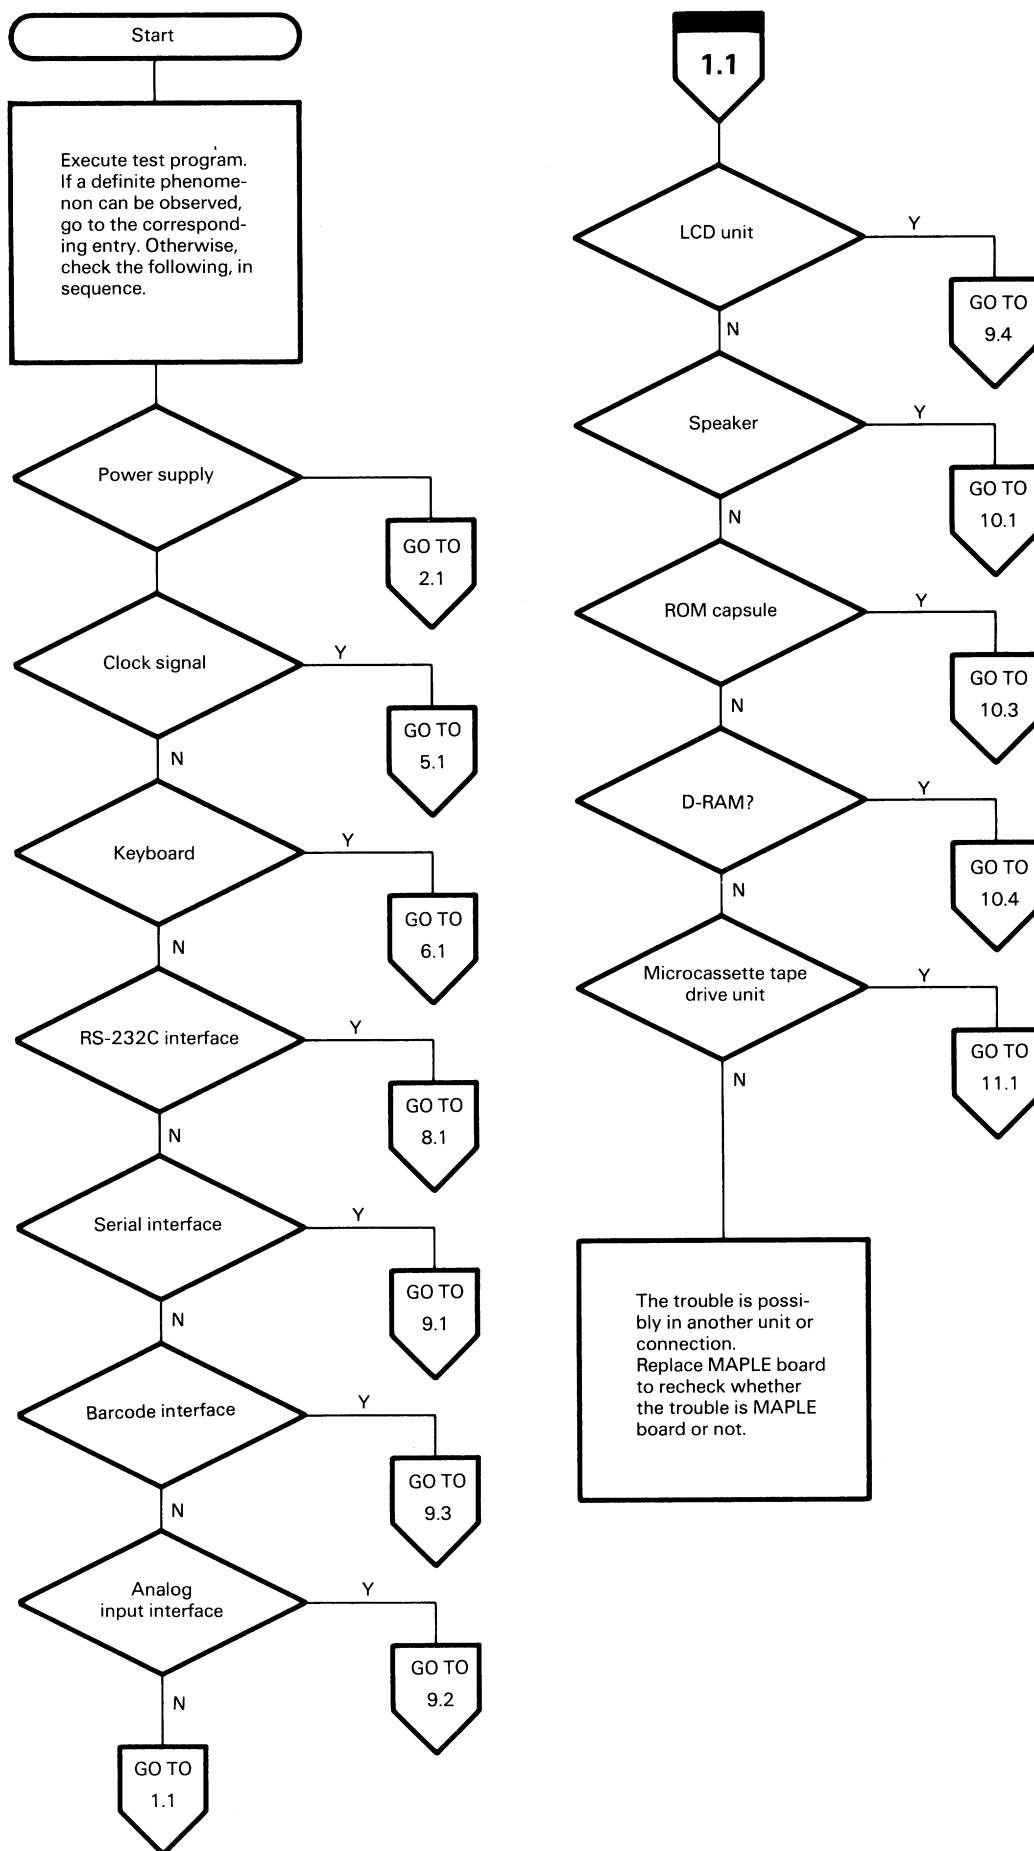 Start
Execute test program.
If a definite phenome-
non can be observed,
go to the correspond-
ing entry. Otherwise,
check the following, in
sequence.
Power supply
GO TO
2.1
Clock signal
Y
GO TO
5.1
N
Keyboard
Y
GO TO
6.1
N
RS-232C interface
Y
GO TO
8.1
N
Serial interface
Y
GO TO
9.1
N
Barcode interface
Y
GO TO
9.3
N
Analog
input interface
Y
GO TO
9.2
N
GO TO
1.1
1.1
LCD unit
Y
GO TO
9.4
N
Speaker
Y
GO TO
10.1
N
ROM capsule
Y
GO TO
10.3
N
D-RAM?
Y
GO TO
10.4
N
Microcassette tape
drive unit
Y
GO TO
11.1
N
The trouble is possi-
bly in another unit or
connection.
Replace MAPLE board
to recheck whether
the trouble is MAPLE
board or not.